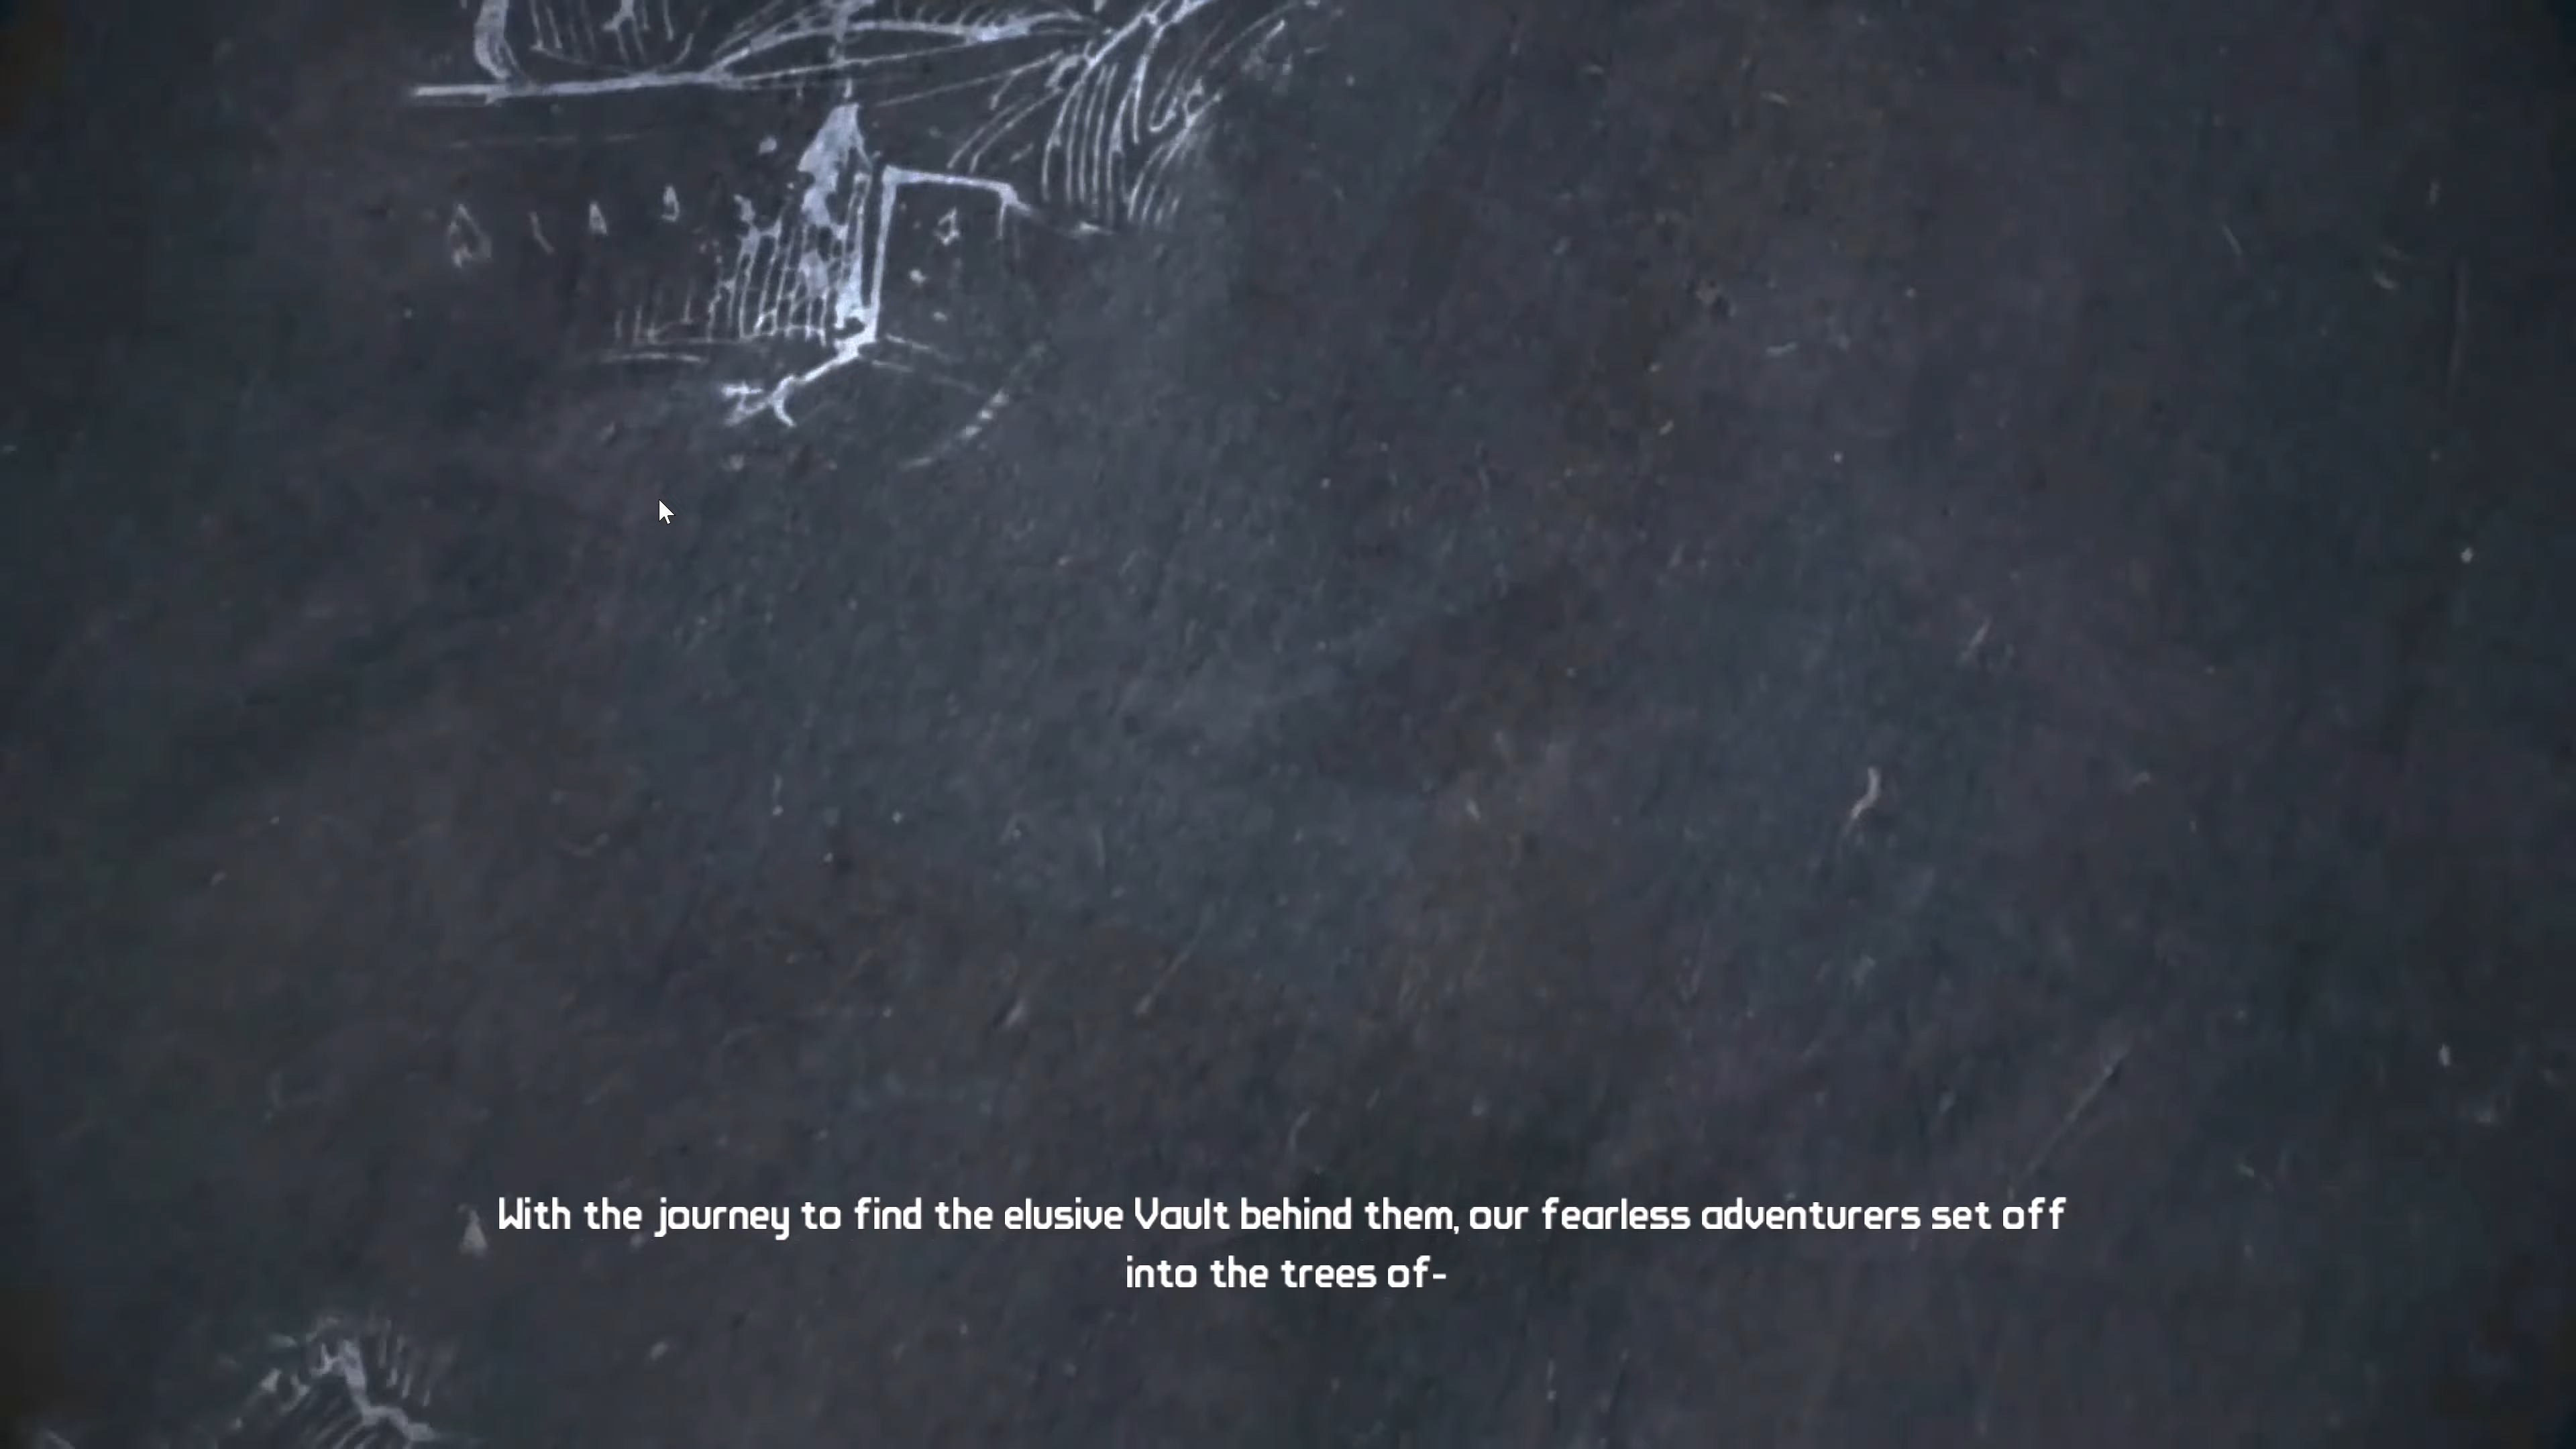 With the journey to find the elusive Vault behind them, our fearless adventurers set off
into the trees of-